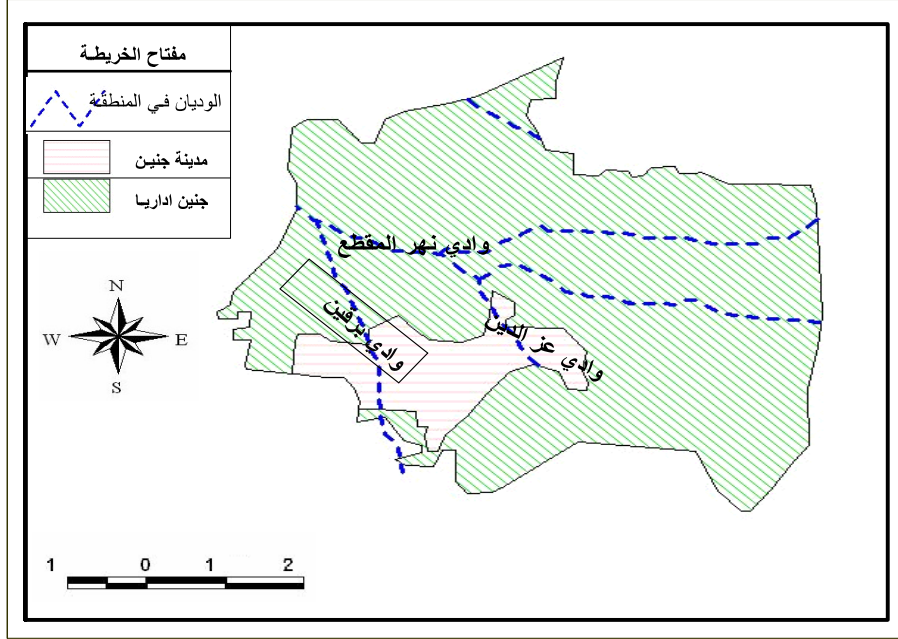 مفتاح الخريطة
الوديان في المنطقة
مدينة جنين
جنين اداريا
وادي نهر المقطع
وادي برقين
وادي عز الدين
N
W E
S
1 0 1 2